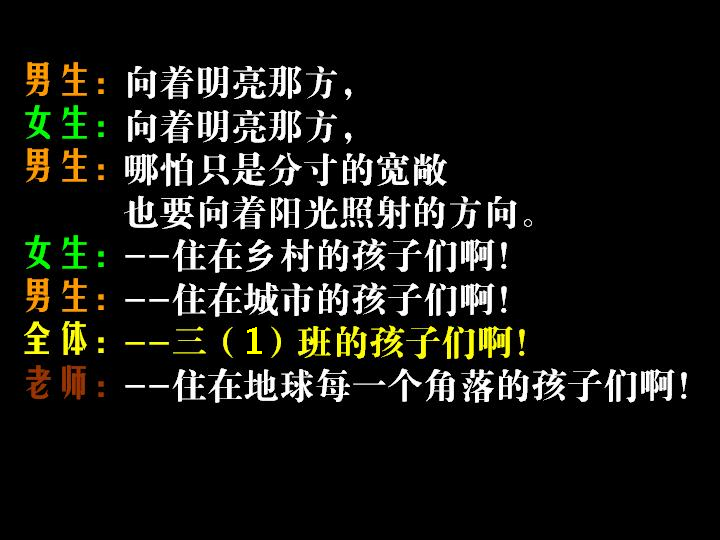 男生：向着明亮那方，
女生：向着明亮那方，
男生：哪怕只是分寸的宽敞
也要向着阳光照射的方向。
女生：--住在乡村的孩子们啊！
男生：--住在城市的孩子们啊！
全体：--三（1）班的孩子们啊！
老师：--住在地球每一个角落的孩子们啊！